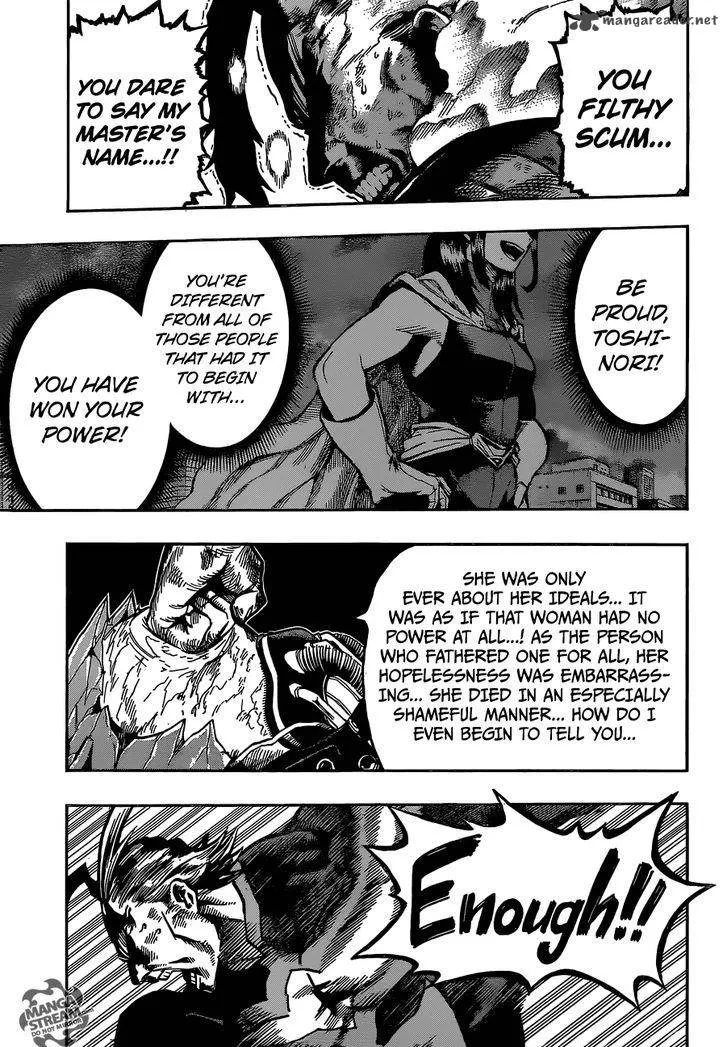 mangareader.net
YOU
FILTHY
SCUM...
YOU DARE
TO SAY MY
MASTER'S
NAME...!!
BE
PROUD,
TOSHI-
NORI!
YOU'RE
DIFFERENT
FROM ALL OF
THOSE PEOPLE
THAT HAD IT
TO BEGIN
WITH...
YOU HAVE
WON YOUR
POWER!
SHE WAS ONLY
EVER ABOUT HER IDEALS... IT
WAS AS IF THAT WOMAN HAD NO
POWER AT ALL...! AS THE PERSON
WHO FATHERED ONE FOR ALL, HER
HOPELESSNESS WAS EMBARRASS-
ING... SHE DIED IN AN ESPECIALLY
SHAMEFUL MANNER... HOW DO I
EVEN BEGIN TO TELL YOU...
Enough!!
MANGA
STREAM
DO NOT MIRROR